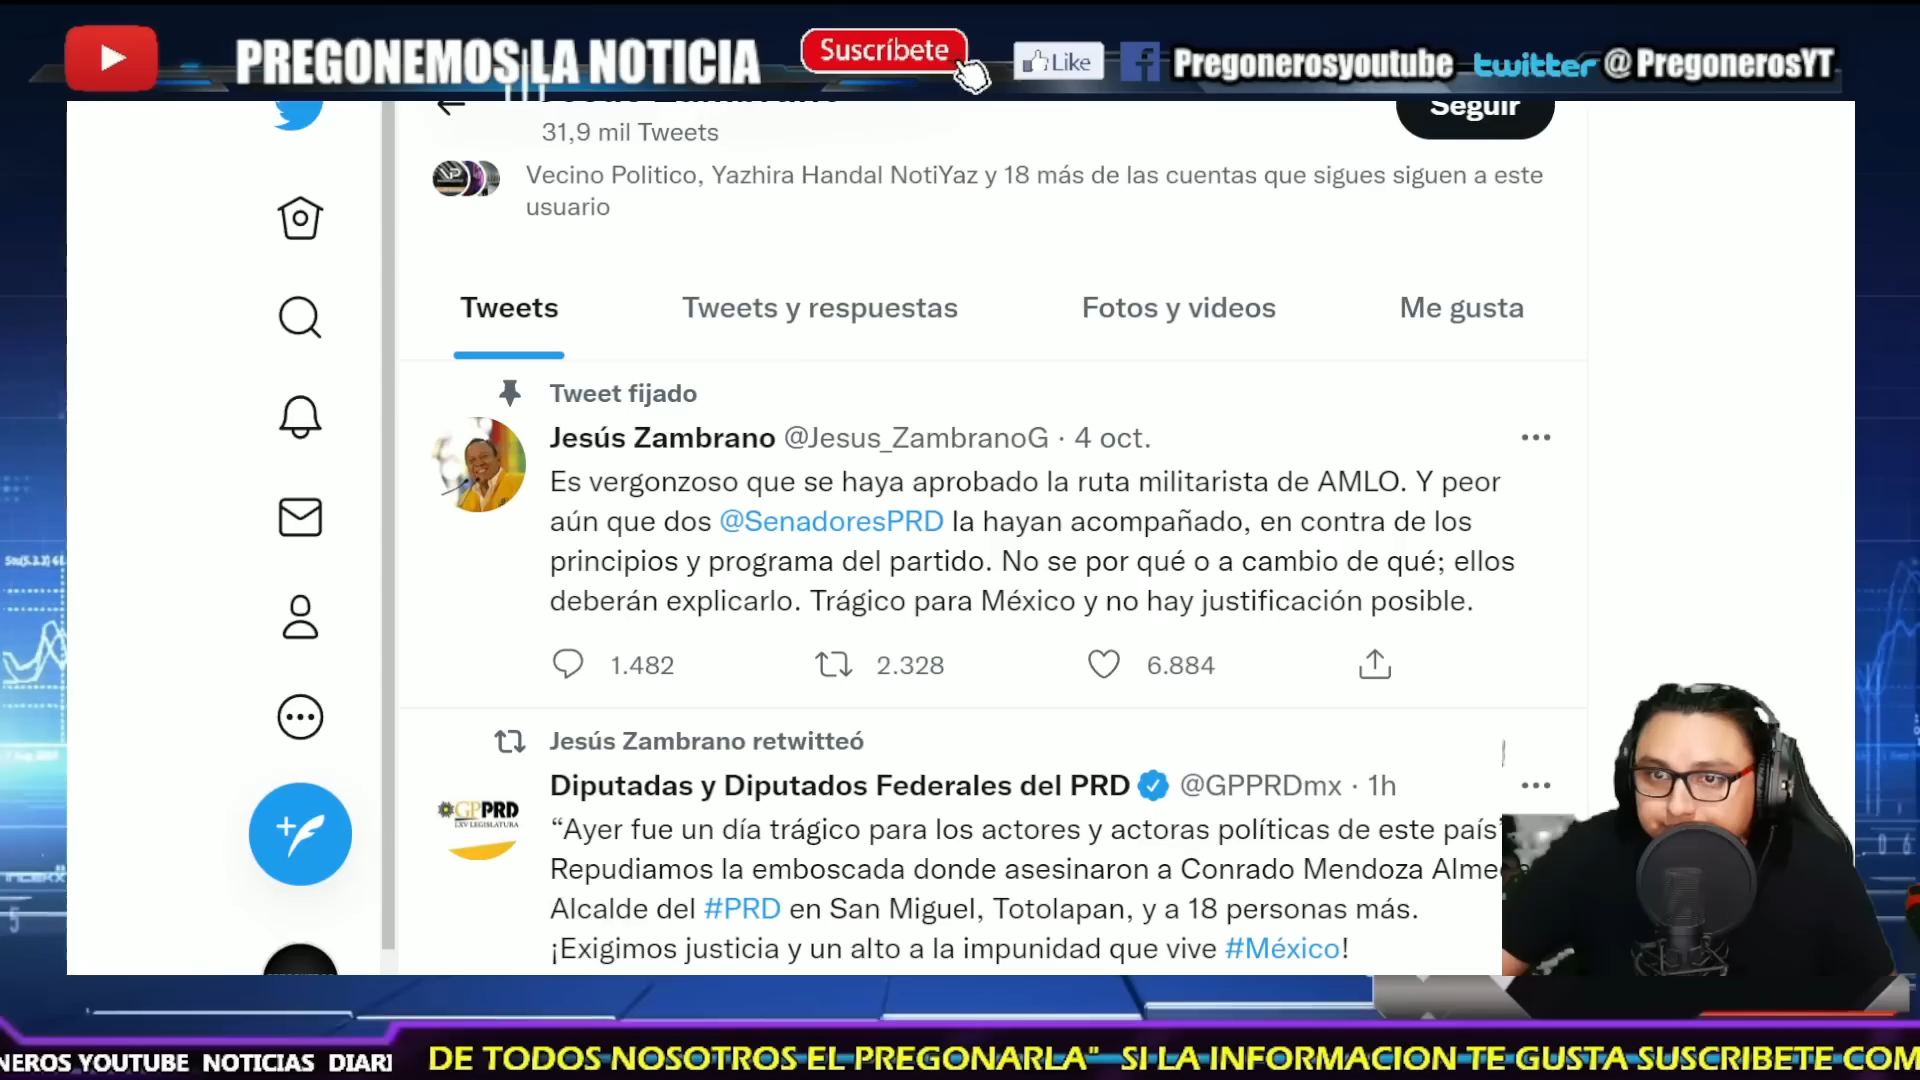 PREGONEMOS LA NOTICIA
Suscríbete
Like
Pregonerosyoutube
twitter @PregonerosYT
Seguir
31,9 mil Tweets
Vecino Politico, Yazhira Handal NotiYaz y 18 más de las cuentas que sigues siguen a este
usuario
Tweets
Tweets y respuestas
Fotos y videos
Me gusta
Tweet fijado
Jesús Zambrano @Jesus_ZambranoG · 4 oct.
Es vergonzoso que se haya aprobado la ruta militarista de AMLO. Y peor
aún que dos @SenadoresPRD la hayan acompañado, en contra de los
principios y programa del partido. No se por qué o a cambio de qué; ellos
deberán explicarlo. Trágico para México y no hay justificación posible.
1.482
2.328
6.884
Jesús Zambrano retwitteó
Diputadas y Diputados Federales del PRD @GPPRDmx · 1h
GPPRD
LXV LEGISLATURA
“Ayer fue un día trágico para los actores y actoras políticas de este país
Repudiamos la emboscada donde asesinaron a Conrado Mendoza Alme
Alcalde del #PRD en San Miguel, Totolapan, y a 18 personas más.
¡Exigimos justicia y un alto a la impunidad que vive #México!
NEROS YOUTUBE NOTICIAS DIARI
DE TODOS NOSOTROS EL PREGONARLA" SI LA INFORMACION TE GUSTA SUSCRIBETE COM